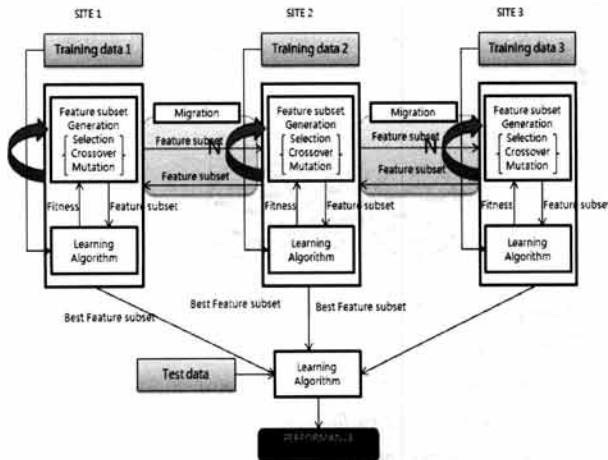 SITE 1
SITE 2
SITE 3
Training data 1
Training data 2
Training data 3
Feature subset
Generation
Selection
Crossover
Mutation
Migration
Feature subset
N
Feature subset
Feature subset
Generation
Selection
Crossover
Mutation
Migration
Feature subset
N
Feature subset
Feature subset
Generation
Selection
Crossover
Mutation
Fitness
Feature subset
Fitness
Feature subset
Fitness
Feature subset
Learning
Algorithm
Learning
Algorithm
Learning
Algorithm
Best Feature subset
Best Feature subset
Best Feature subset
Test data
Learning
Algorithm